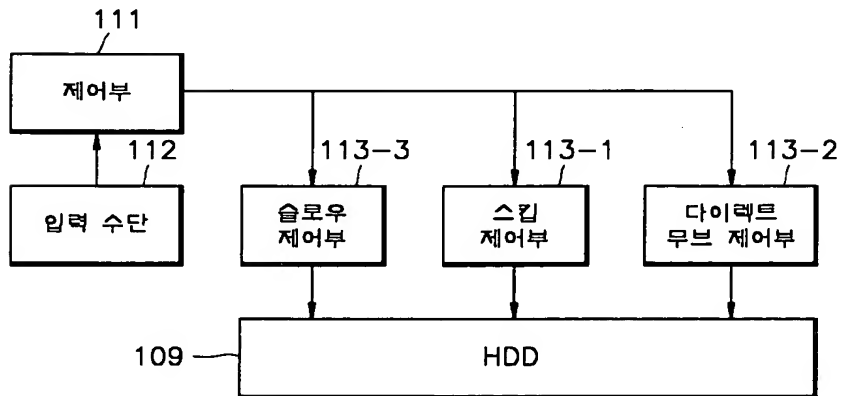 111
제어부
112
입력 수단
113-3
슬로우
제어부
113-1
스킵
제어부
113-2
다이렉트
무브 제어부
109
HDD